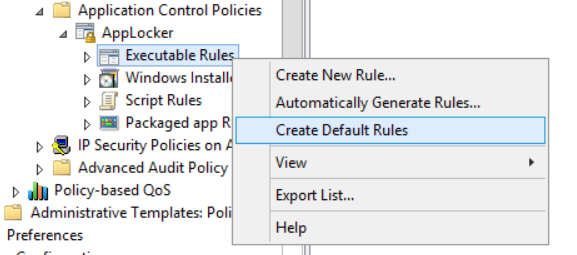 Application Control Policies
AppLocker
Executable Rules
Windows Installe
Script Rules
Packaged app R
IP Security Policies on A
Advanced Audit Policy
Policy-based QoS
Administrative Templates: Poli
Preferences
Create New Rule...
Automatically Generate Rules...
Create Default Rules
View
Export List...
Help